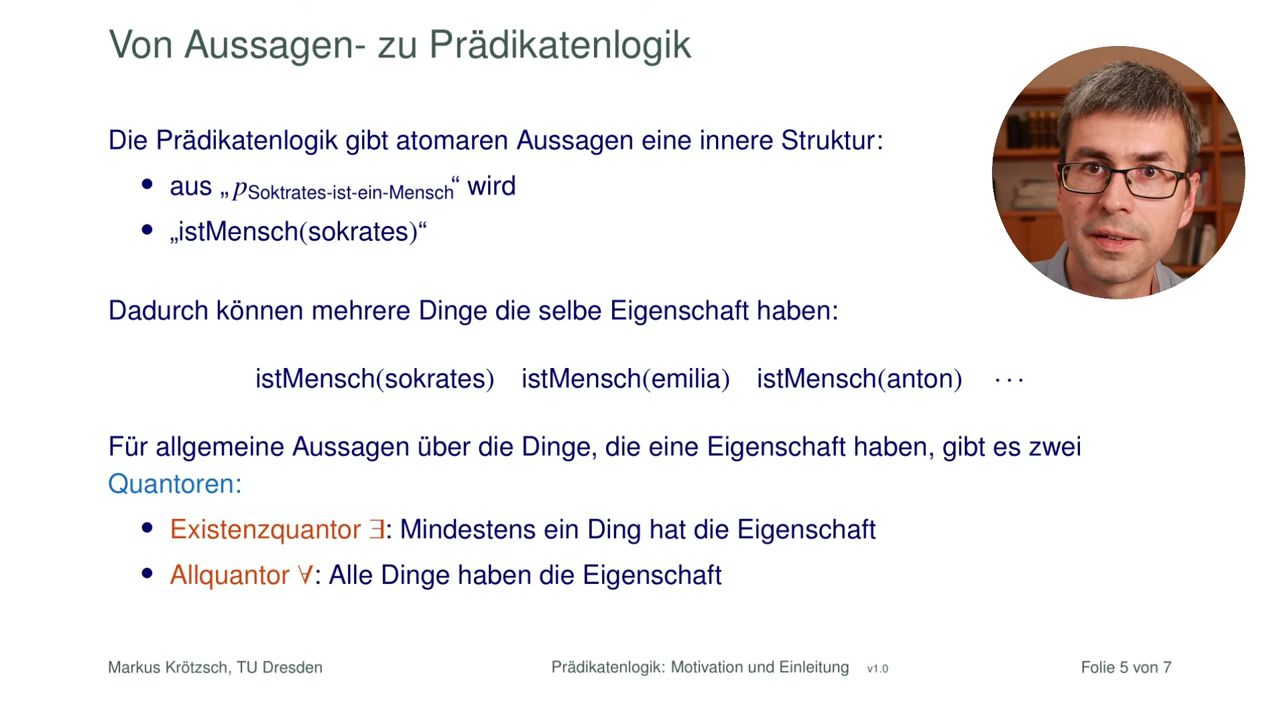 Von Aussagen- zu Prädikatenlogik
Die Prädikatenlogik gibt atomaren Aussagen eine innere Struktur:
• aus „pSoktrates-ist-ein-Mensch“ wird
• „istMensch(sokrates)“
Dadurch können mehrere Dinge die selbe Eigenschaft haben:
istMensch(sokrates) istMensch(emilia) istMensch(anton) ···
Für allgemeine Aussagen über die Dinge, die eine Eigenschaft haben, gibt es zwei
Quantoren:
• Existenzquantor ∃: Mindestens ein Ding hat die Eigenschaft
• Allquantor ∀: Alle Dinge haben die Eigenschaft
Markus Krötzsch, TU Dresden Prädikatenlogik: Motivation und Einleitung v1.0 Folie 5 von 7